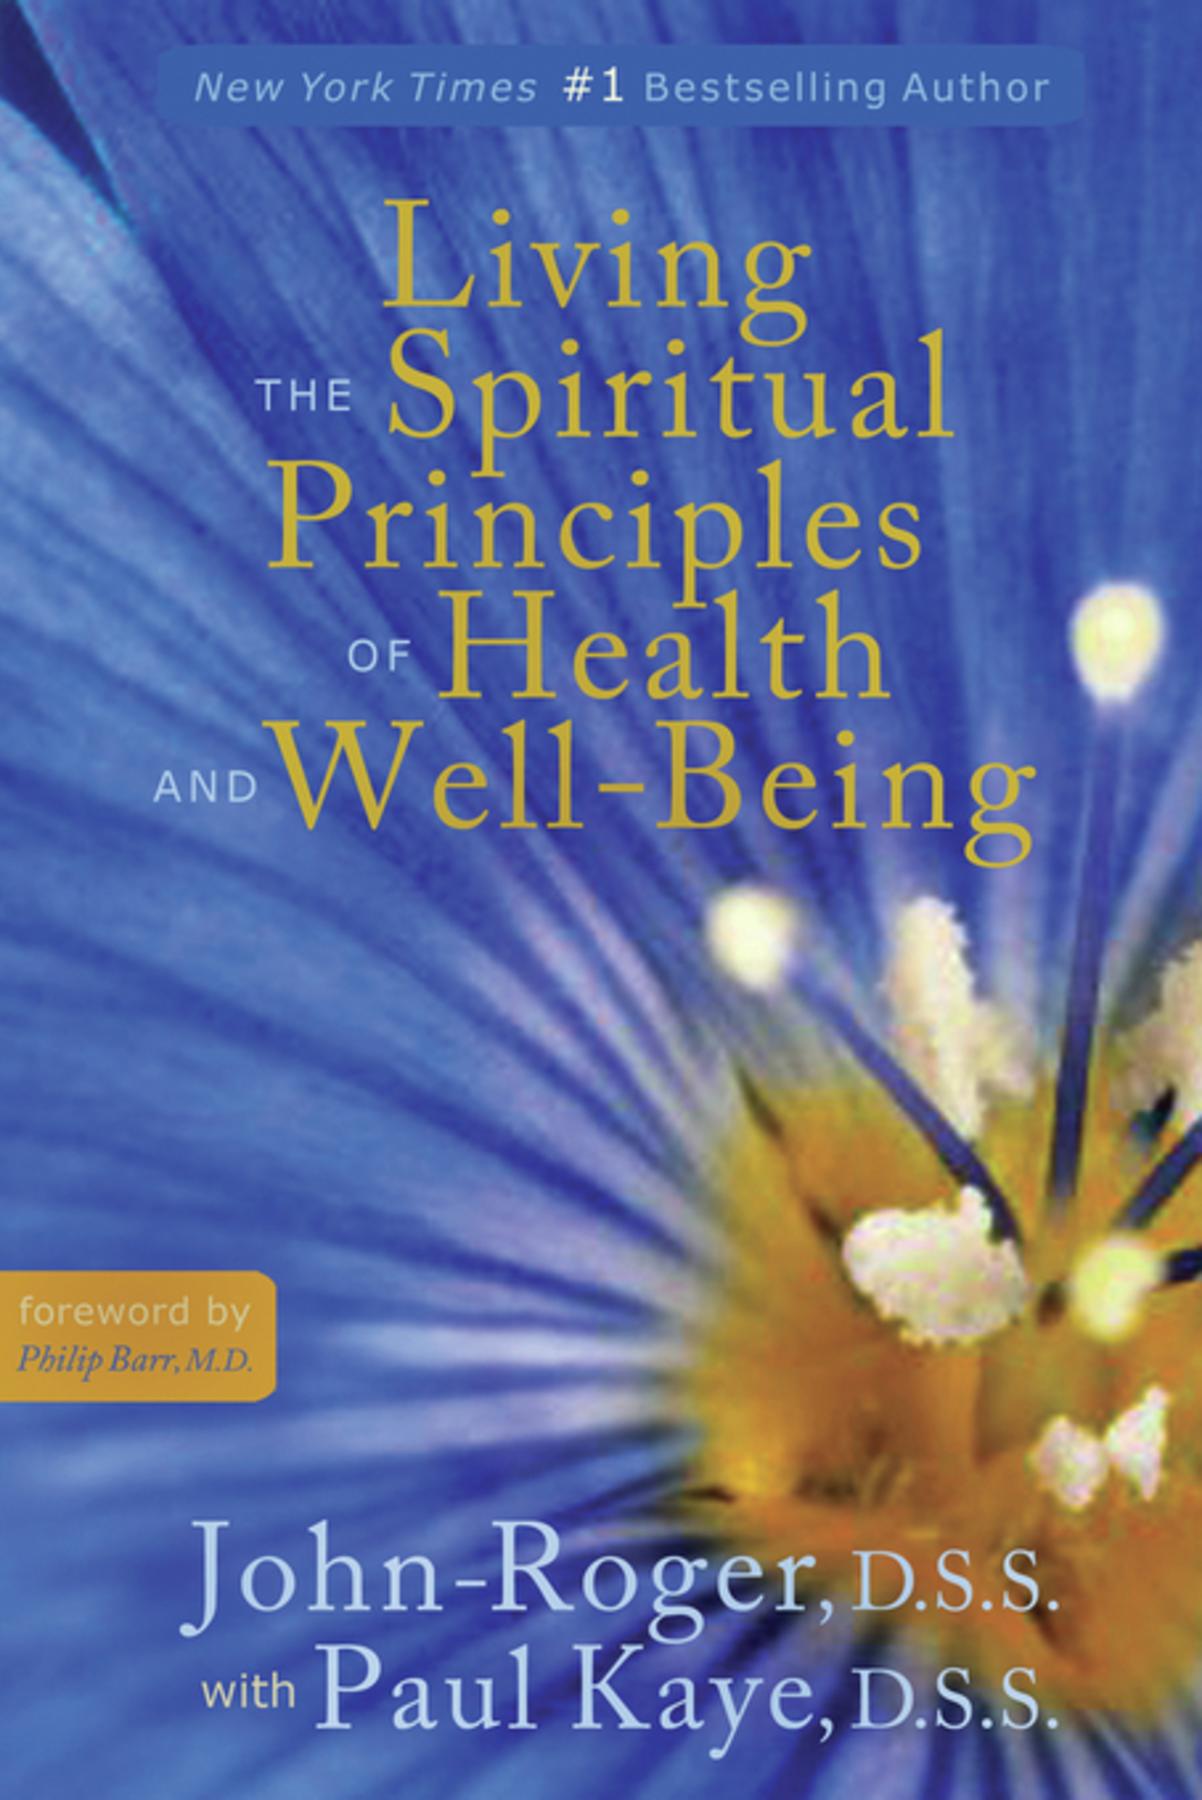 New York Times #1 Bestselling Author
Living
THE Spiritual
Principles
OF Health
AND Well-Being
foreword by
Philip Barr, M.D.
John-Roger, D.S.S.
with Paul Kaye, D.S.S.